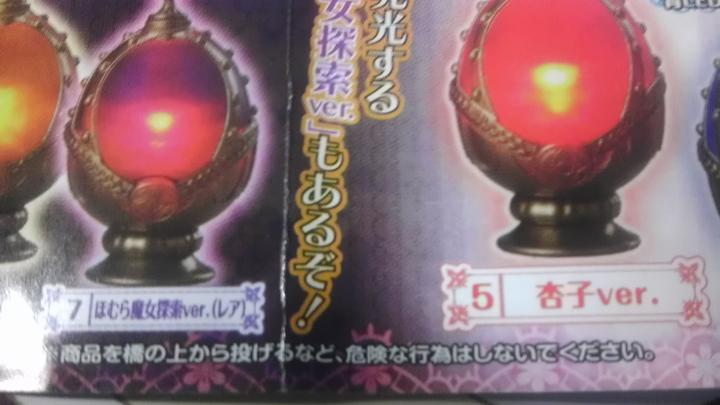 発光する
女探索ver.」もあるぞ!
5 杏子ver.
7 ほむら魔女探索ver.(レア)
※商品を橋の上から投げるなど、危険な行為はしないでください。